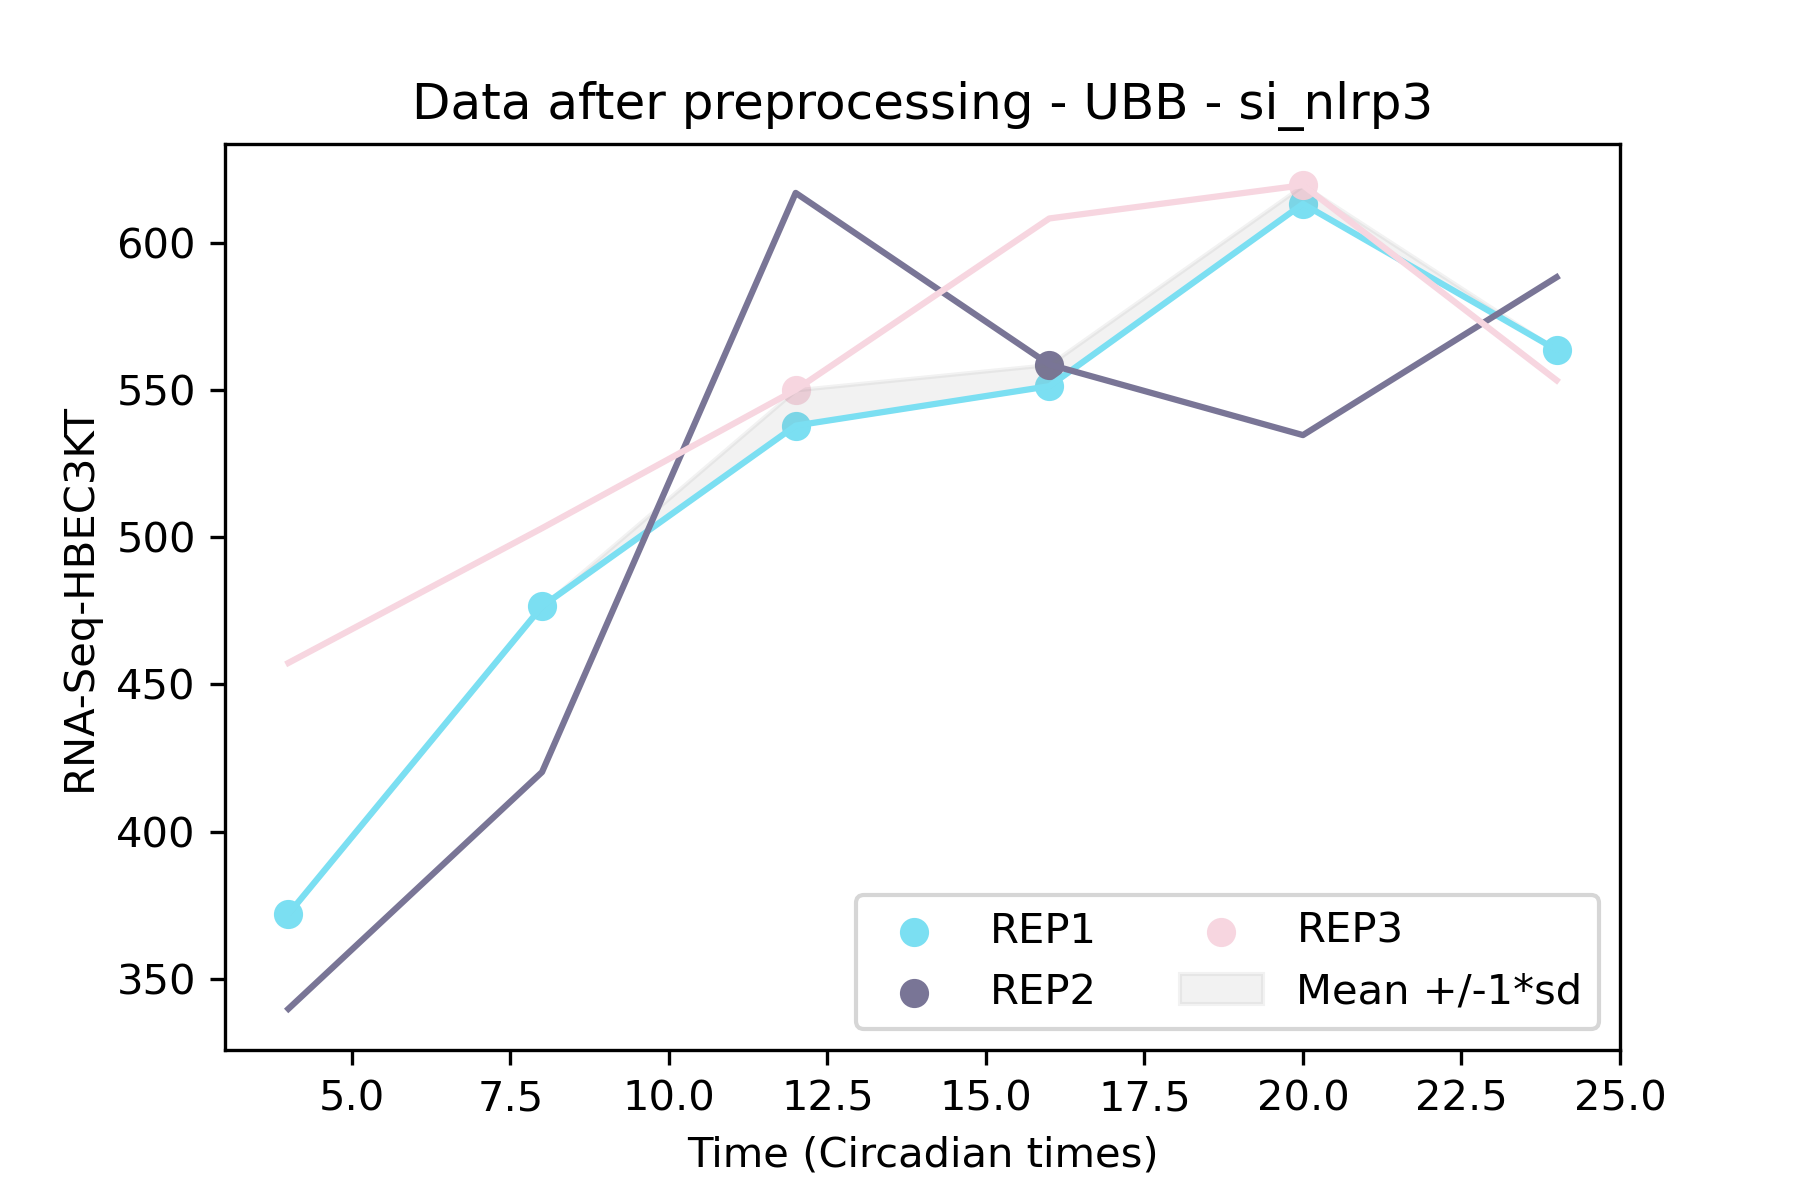 Data after preprocessing - UBB - si_nlrp3
RNA-Seq-HBEC3KT
600
550
500
450
400
350
REP1
REP2
REP3
Mean +/-1*sd
5.0 7.5 10.0 12.5 15.0 17.5 20.0 22.5 25.0
Time (Circadian times)